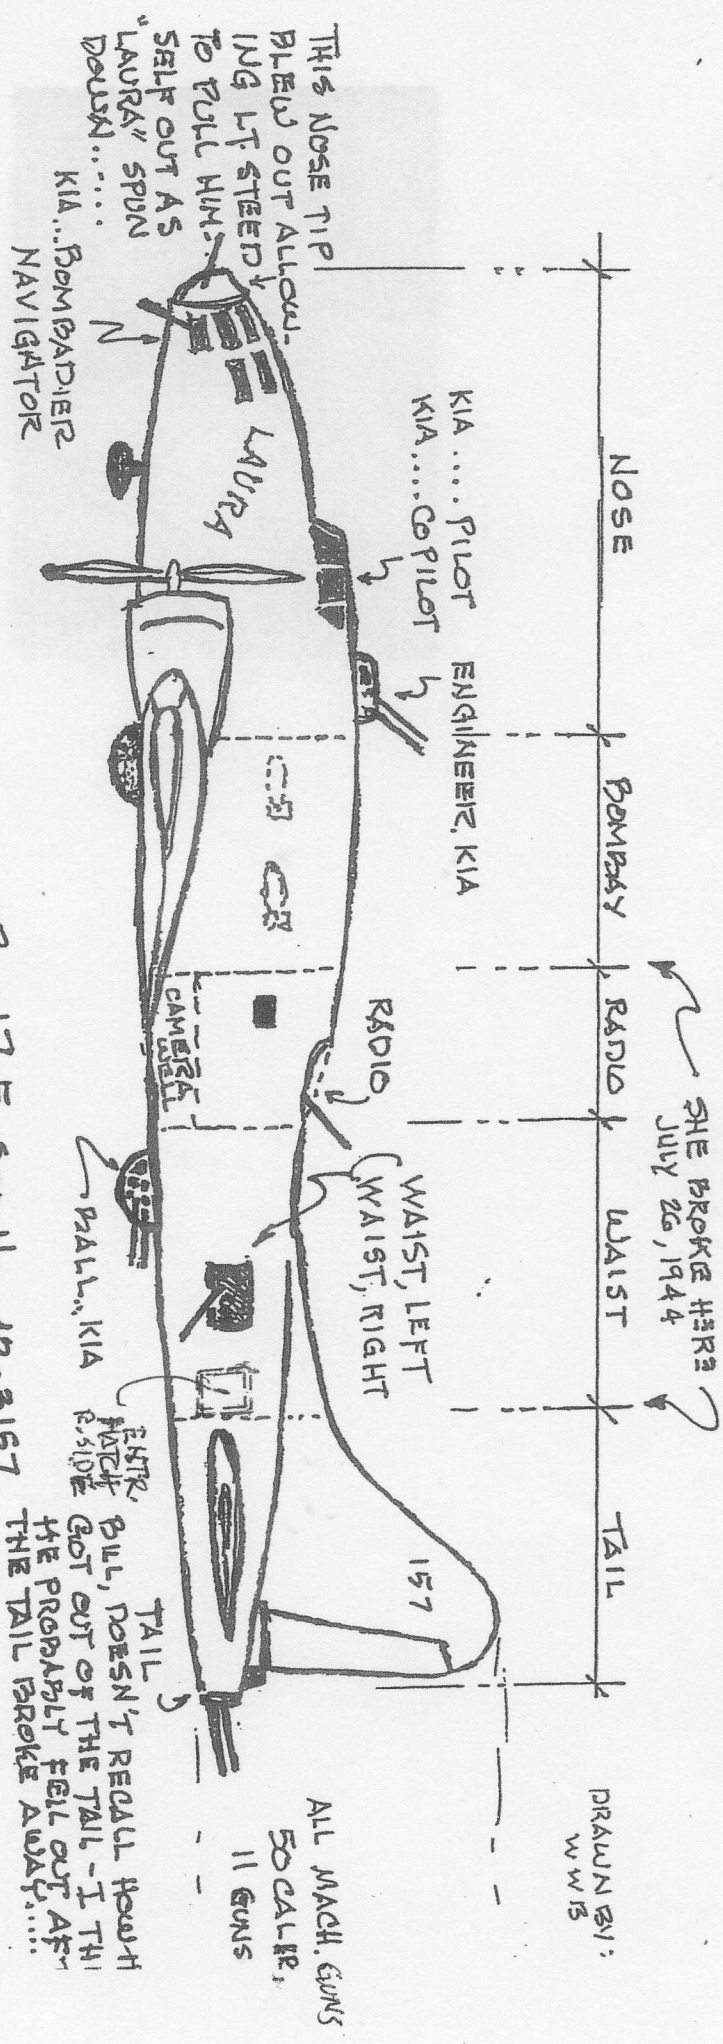 DRAWN BY:
WWB
SHE BROKE HERE
JULY 26, 1944
NOSE
BOMBAY
RADIO
WAIST
TAIL
THIS NOSE TIP
BLEW OUT ALLOW-
ING LT. STEED
TO PULL HIM-
SELF OUT AS
"LAURA" SPUN
DOWN.....
KIA.... PILOT
KIA....COPILOT
ENGINEER, KIA
RADIO
WAIST, LEFT
WAIST, RIGHT
157
ALL MACH. GUNS
50 CALBR,
11 GUNS
LAURA
CAMERA
WELL
KIA...BOMBADIER
N
NAVIGATOR
BALL.. KIA
ENTR.
HATCH
R.SIDE
TAIL
BILL, DOESN'T RECALL HOW H
GOT OUT OF THE TAIL - I THI
HE PROBABLY FELL OUT AFT
THE TAIL BROKE AWAY.....